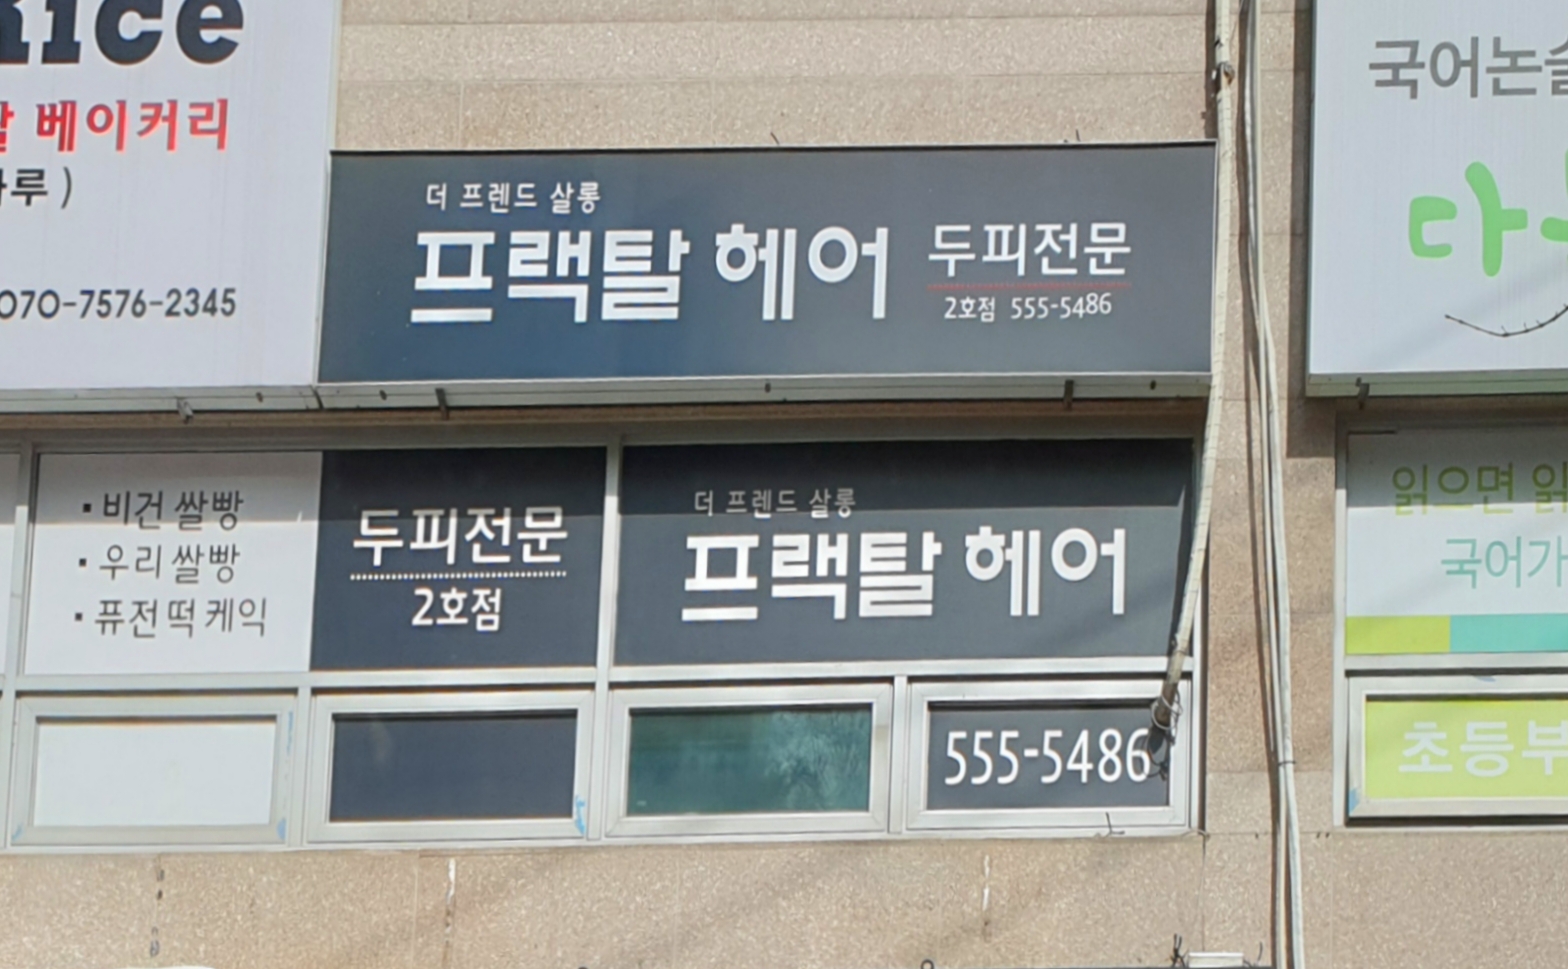 Rice
쌀 베이커리
070-7576-2345
더 프렌드 살롱
프랙탈 헤어
두피전문
2호점 555-5486
국어논술
· 비건 쌀빵
· 우리 쌀빵
· 퓨전떡 케익
두피전문
2호점
더 프렌드 살롱
프랙탈 헤어
555-5486
읽으면
국어
초등부